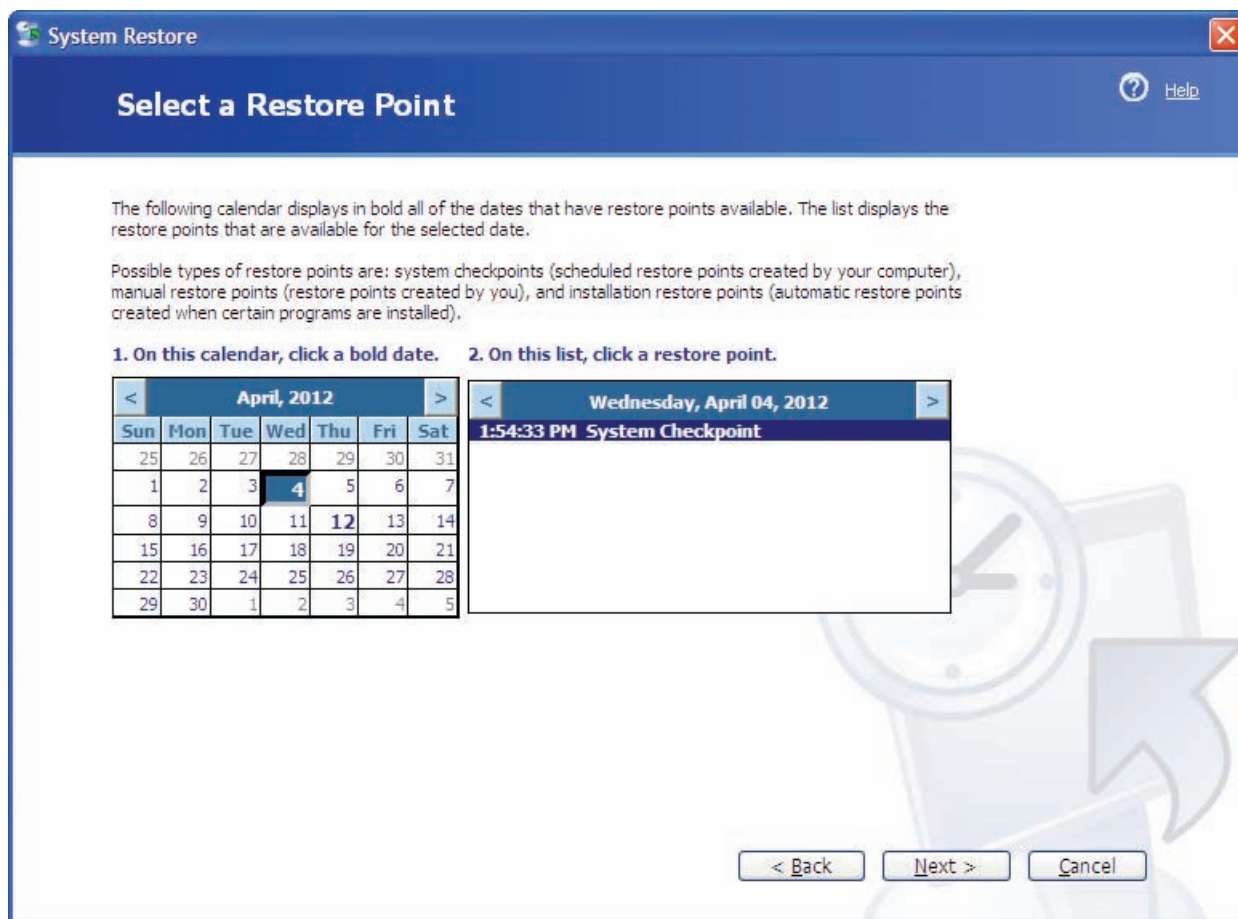 System Restore
Select a Restore Point
? Help
The following calendar displays in bold all of the dates that have restore points available. The list displays the
restore points that are available for the selected date.
Possible types of restore points are: system checkpoints (scheduled restore points created by your computer),
manual restore points (restore points created by you), and installation restore points (automatic restore points
created when certain programs are installed).
1. On this calendar, click a bold date.
2. On this list, click a restore point.
< April, 2012 >
Sun Mon Tue Wed Thu Fri Sat
25 26 27 28 29 30 31
1 2 3 4 5 6 7
8 9 10 11 12 13 14
15 16 17 18 19 20 21
22 23 24 25 26 27 28
29 30 1 2 3 4 5
< Wednesday, April 04, 2012 >
1:54:33 PM System Checkpoint
< Back Next > Cancel